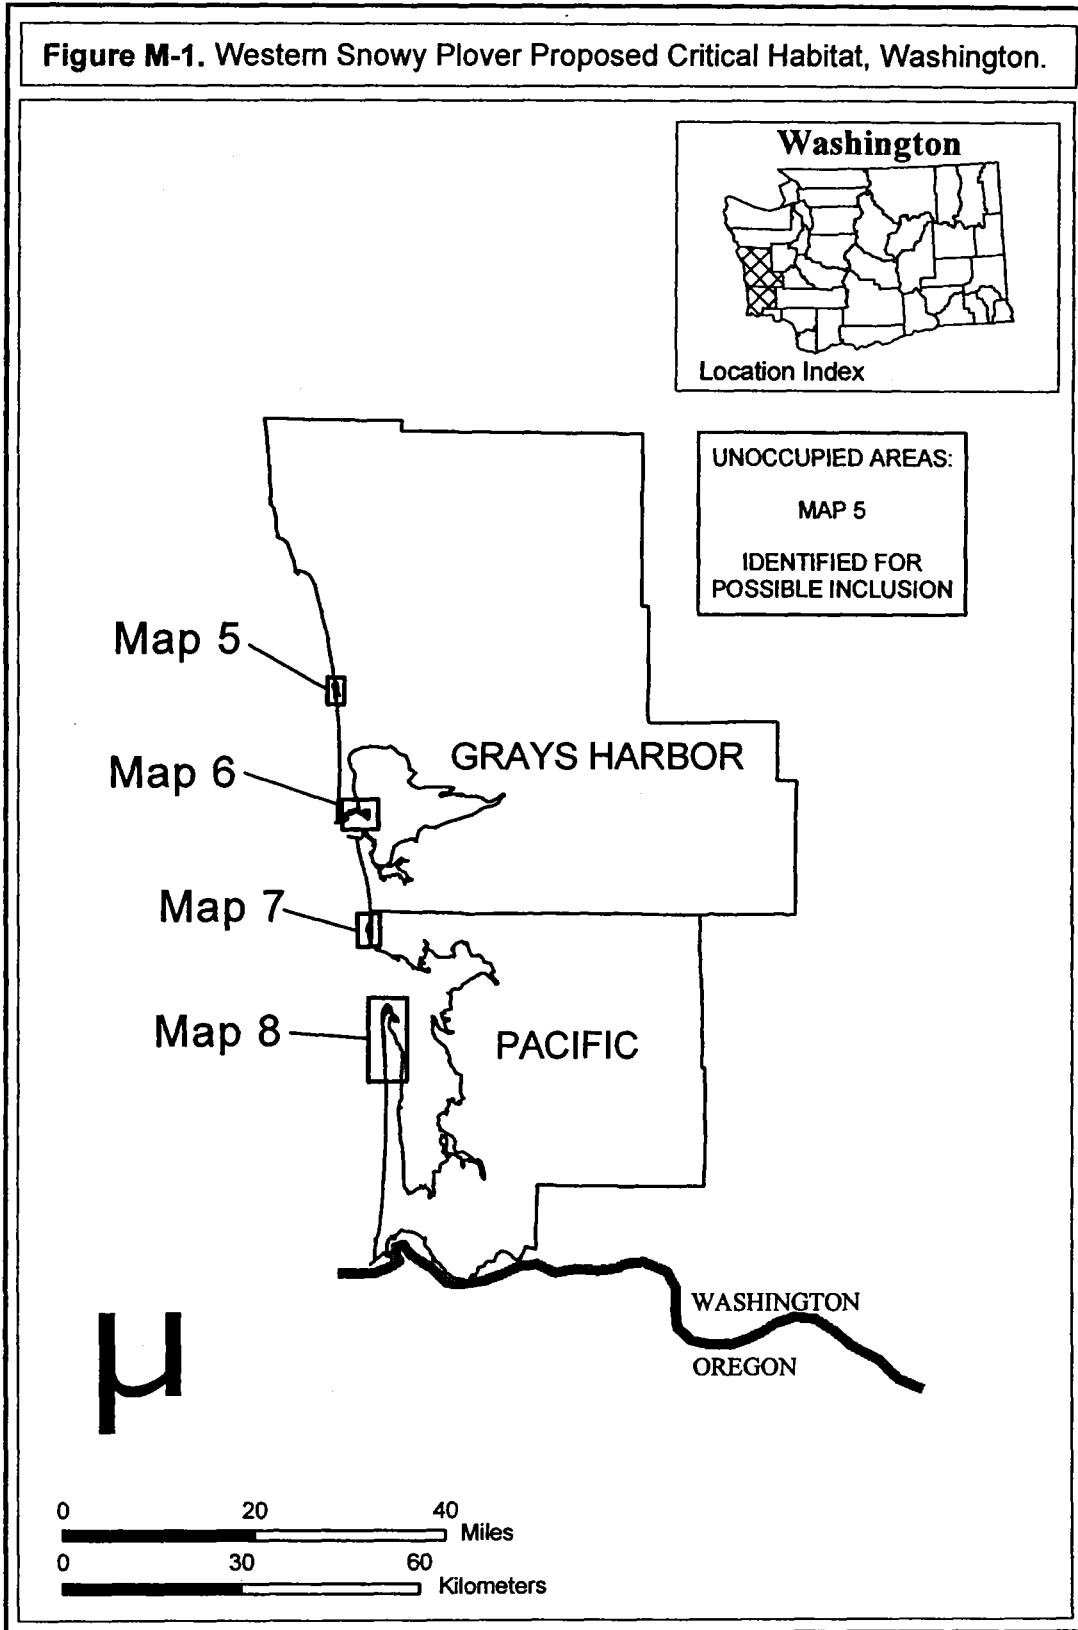 Figure M-1. Western Snowy Plover Proposed Critical Habitat, Washington.
Washington
Location Index
UNOCCUPIED AREAS:
MAP 5
IDENTIFIED FOR
POSSIBLE INCLUSION
Map 5
Map 6
GRAYS HARBOR
Map 7
Map 8
PACIFIC
WASHINGTON
OREGON
µ
0 20 40
Miles
0 30 60
Kilometers